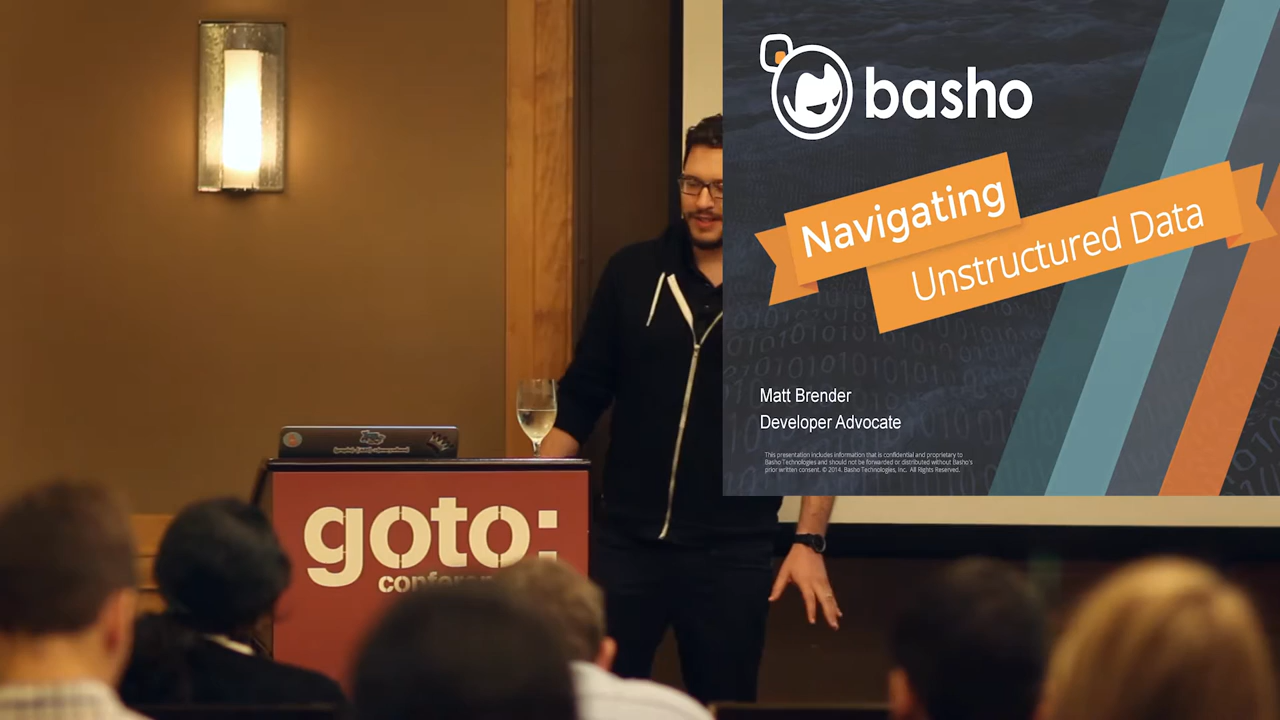 basho
Navigating
Unstructured Data
Matt Brender
Developer Advocate
This presentation includes information that is confidential and proprietary to
Basho Technologies and should not be forwarded or distributed without Basho's
prior written consent. © 2014. Basho Technologies, Inc. All Rights Reserved.
goto: